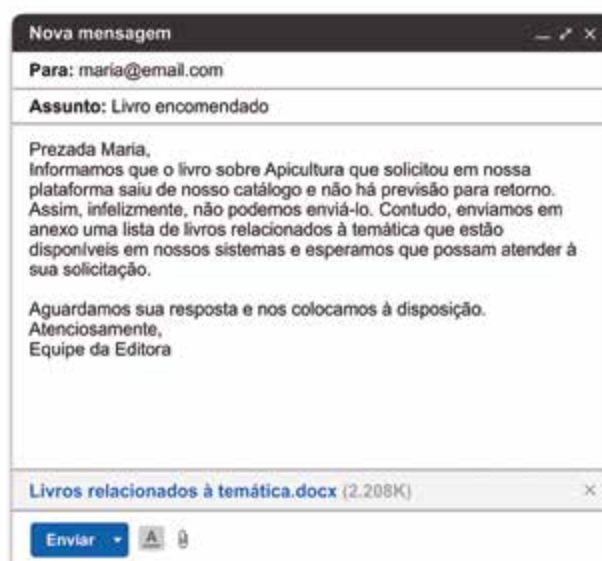 Nova mensagem
Para: maria@email.com
Assunto: Livro encomendado
Prezada Maria,
Informamos que o livro sobre Apicultura que solicitou em nossa
plataforma saiu de nosso catálogo e não há previsão para retorno.
Assim, infelizmente, não podemos enviá-lo. Contudo, enviamos em
anexo uma lista de livros relacionados à temática que estão
disponíveis em nossos sistemas e esperamos que possam atender à
sua solicitação.
Aguardamos sua resposta e nos colocamos à disposição.
Atenciosamente,
Equipe da Editora
Livros relacionados à temática.docx (2.208K)
Enviar A